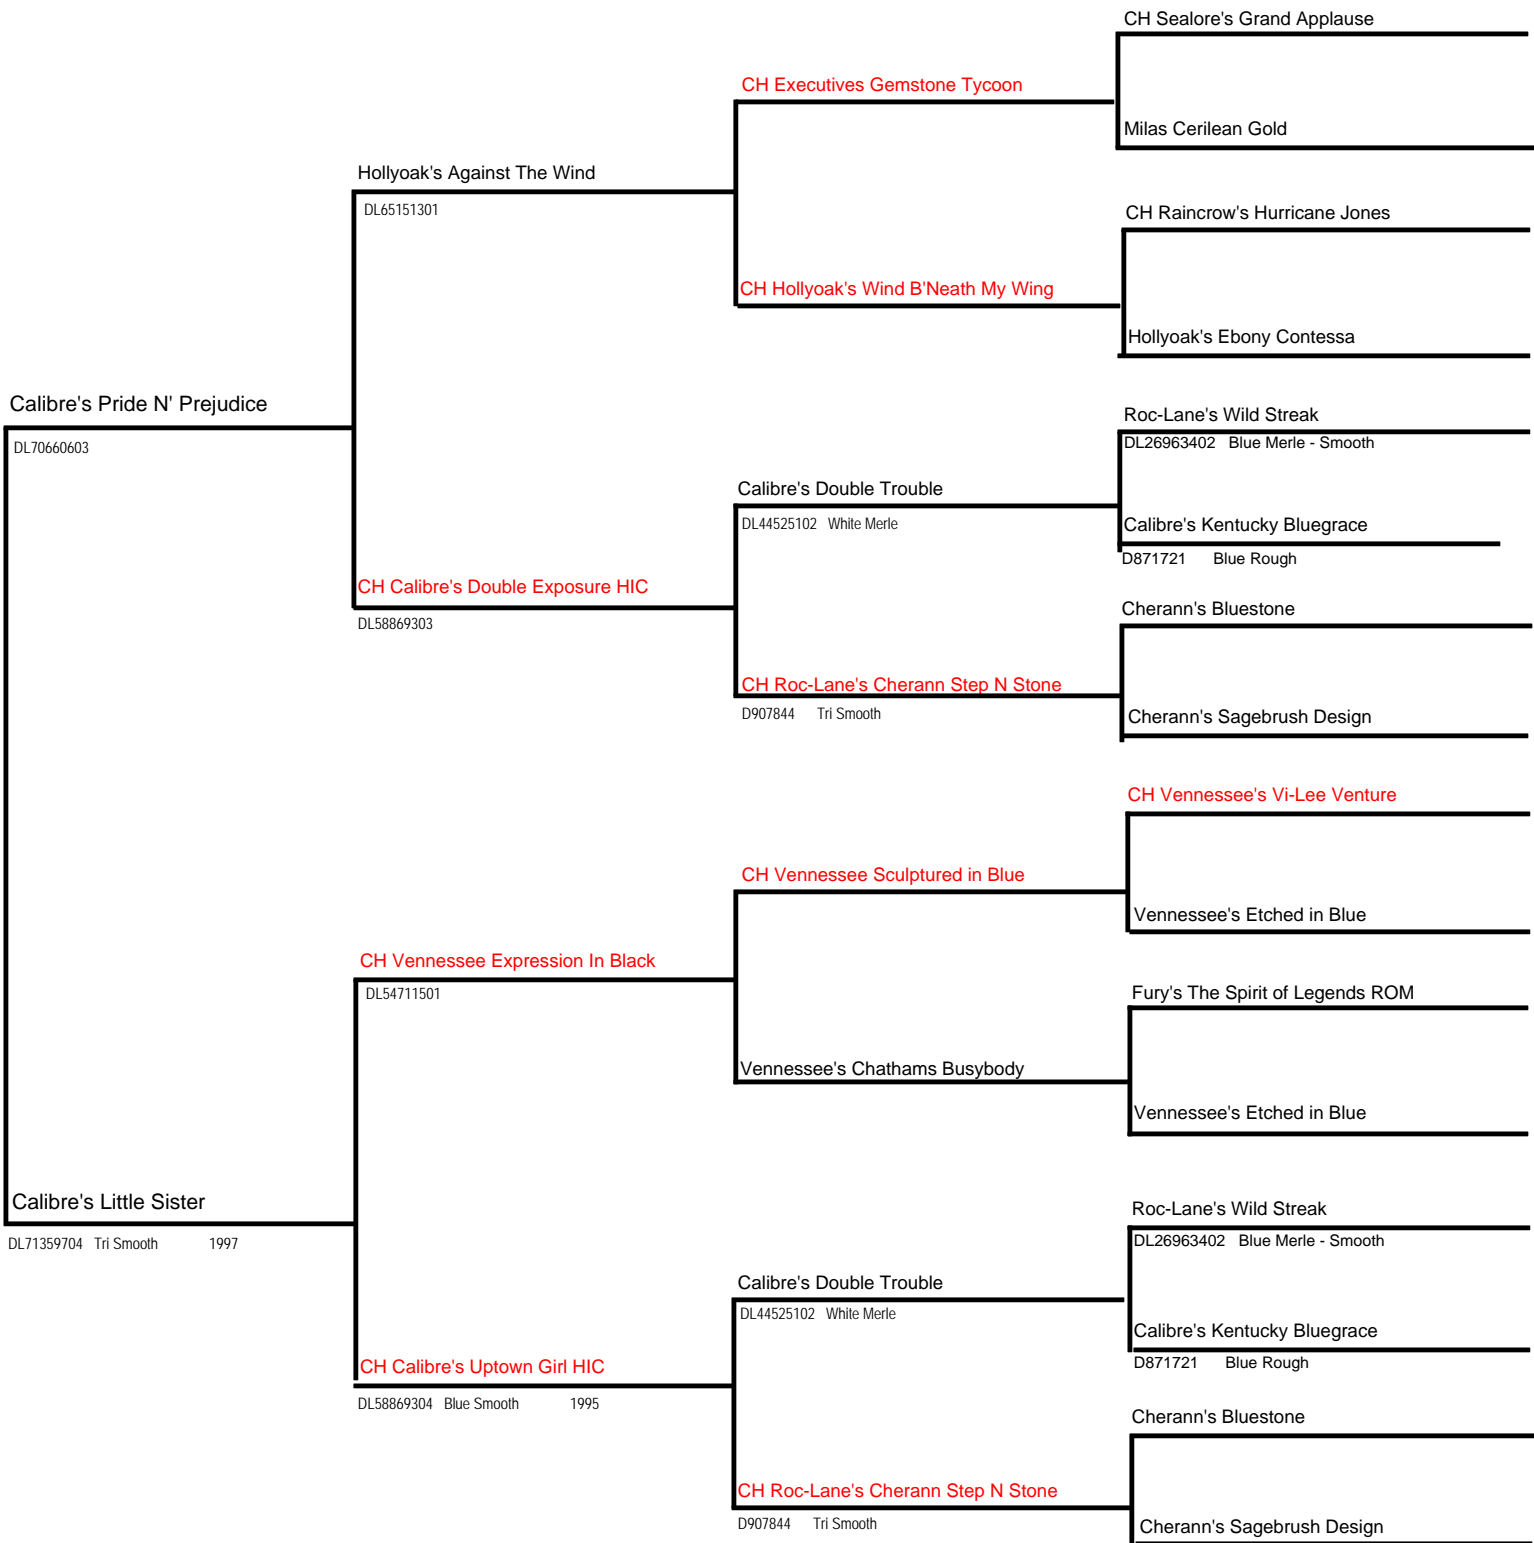 CH Sealore's Grand Applause
CH Executives Gemstone Tycoon
Milas Cerilean Gold
Hollyoak's Against The Wind
DL65151301
CH Raincrow's Hurricane Jones
CH Hollyoak's Wind B'Neath My Wing
Hollyoak's Ebony Contessa
Calibre's Pride N' Prejudice
DL70660603
Roc-Lane's Wild Streak
DL26963402 Blue Merle - Smooth
Calibre's Double Trouble
DL44525102 White Merle
Calibre's Kentucky Bluegrace
D871721 Blue Rough
CH Calibre's Double Exposure HIC
DL58869303
Cherann's Bluestone
CH Roc-Lane's Cherann Step N Stone
D907844 Tri Smooth
Cherann's Sagebrush Design
CH Vennessee's Vi-Lee Venture
CH Vennessee Sculptured in Blue
Vennessee's Etched in Blue
CH Vennessee Expression In Black
DL54711501
Fury's The Spirit of Legends ROM
Vennessee's Chathams Busybody
Vennessee's Etched in Blue
Calibre's Little Sister
DL71359704 Tri Smooth 1997
Roc-Lane's Wild Streak
DL26963402 Blue Merle - Smooth
Calibre's Double Trouble
DL44525102 White Merle
Calibre's Kentucky Bluegrace
D871721 Blue Rough
CH Calibre's Uptown Girl HIC
DL58869304 Blue Smooth 1995
Cherann's Bluestone
CH Roc-Lane's Cherann Step N Stone
D907844 Tri Smooth
Cherann's Sagebrush Design